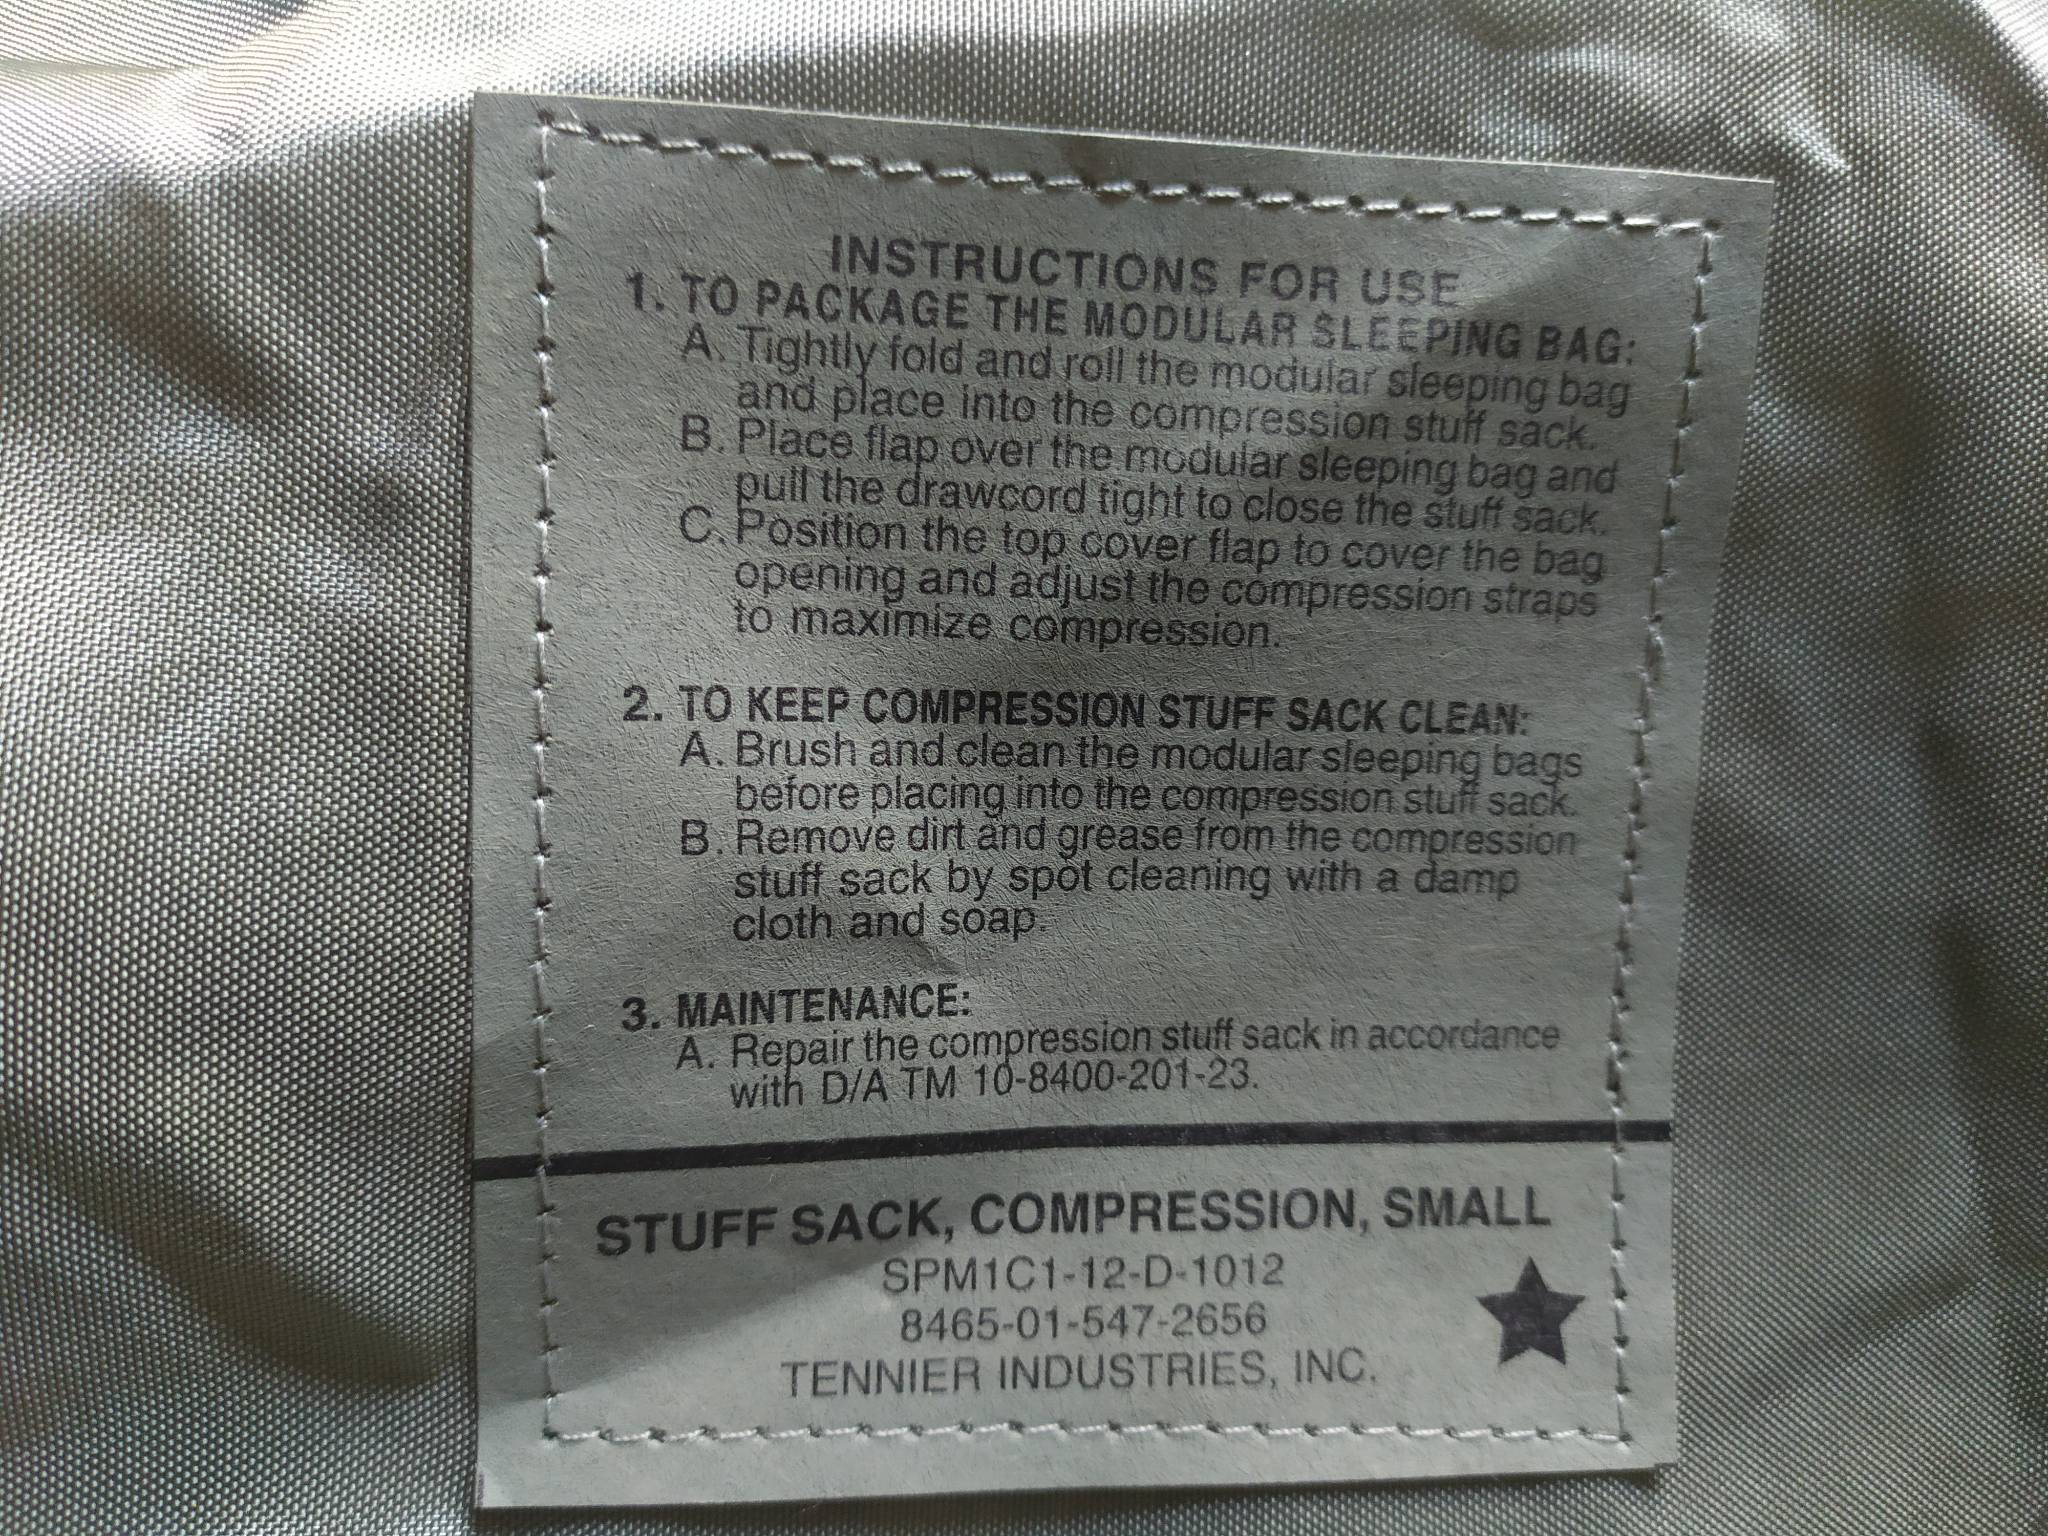 INSTRUCTIONS FOR USE
1. TO PACKAGE THE MODULAR SLEEPING BAG:
A. Tightly fold and roll the modular sleeping bag
and place into the compression stuff sack.
B. Place flap over the modular sleeping bag and
pull the drawcord tight to close the stuff sack.
C. Position the top cover flap to cover the bag
opening and adjust the compression straps
to maximize compression.
2. TO KEEP COMPRESSION STUFF SACK CLEAN:
A. Brush and clean the modular sleeping bags
before placing into the compression stuff sack.
B. Remove dirt and grease from the compression
stuff sack by spot cleaning with a damp
cloth and soap.
3. MAINTENANCE:
A. Repair the compression stuff sack in accordance
with D/A TM 10-8400-201-23.
STUFF SACK, COMPRESSION, SMALL
SPM1C1-12-D-1012
8465-01-547-2656
TENNIER INDUSTRIES, INC.